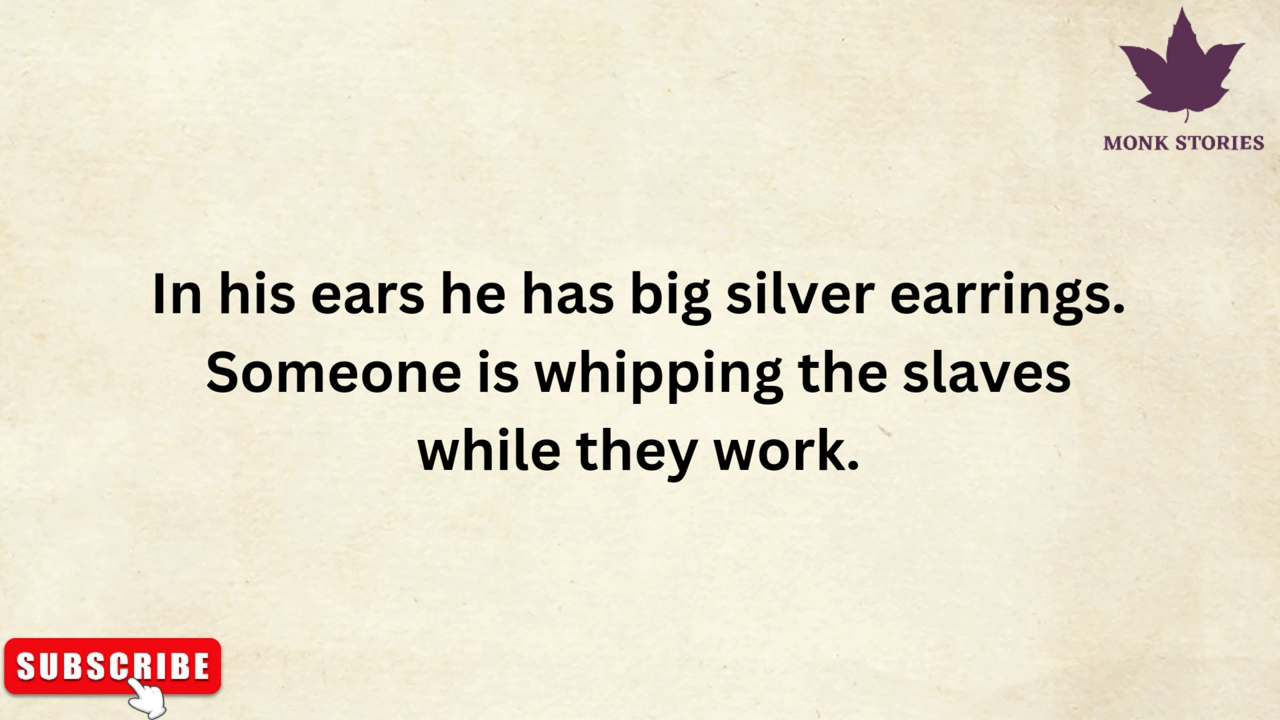 MONK STORIES
In his ears he has big silver earrings.
Someone is whipping the slaves
while they work.
SUBSCRIBE